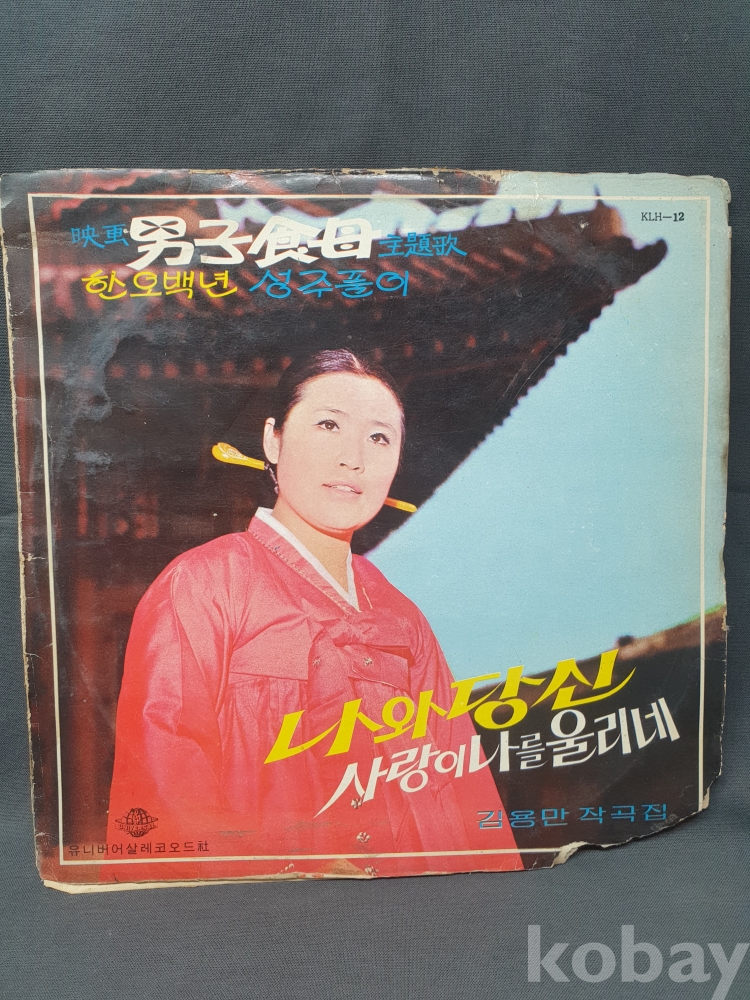 KLH-12
映画 男子食母 主題歌
한오백년 성주풀이
나와 당신
사랑이 나를 울리네
김용만 작곡집
유니버어살레코오드社
kobay